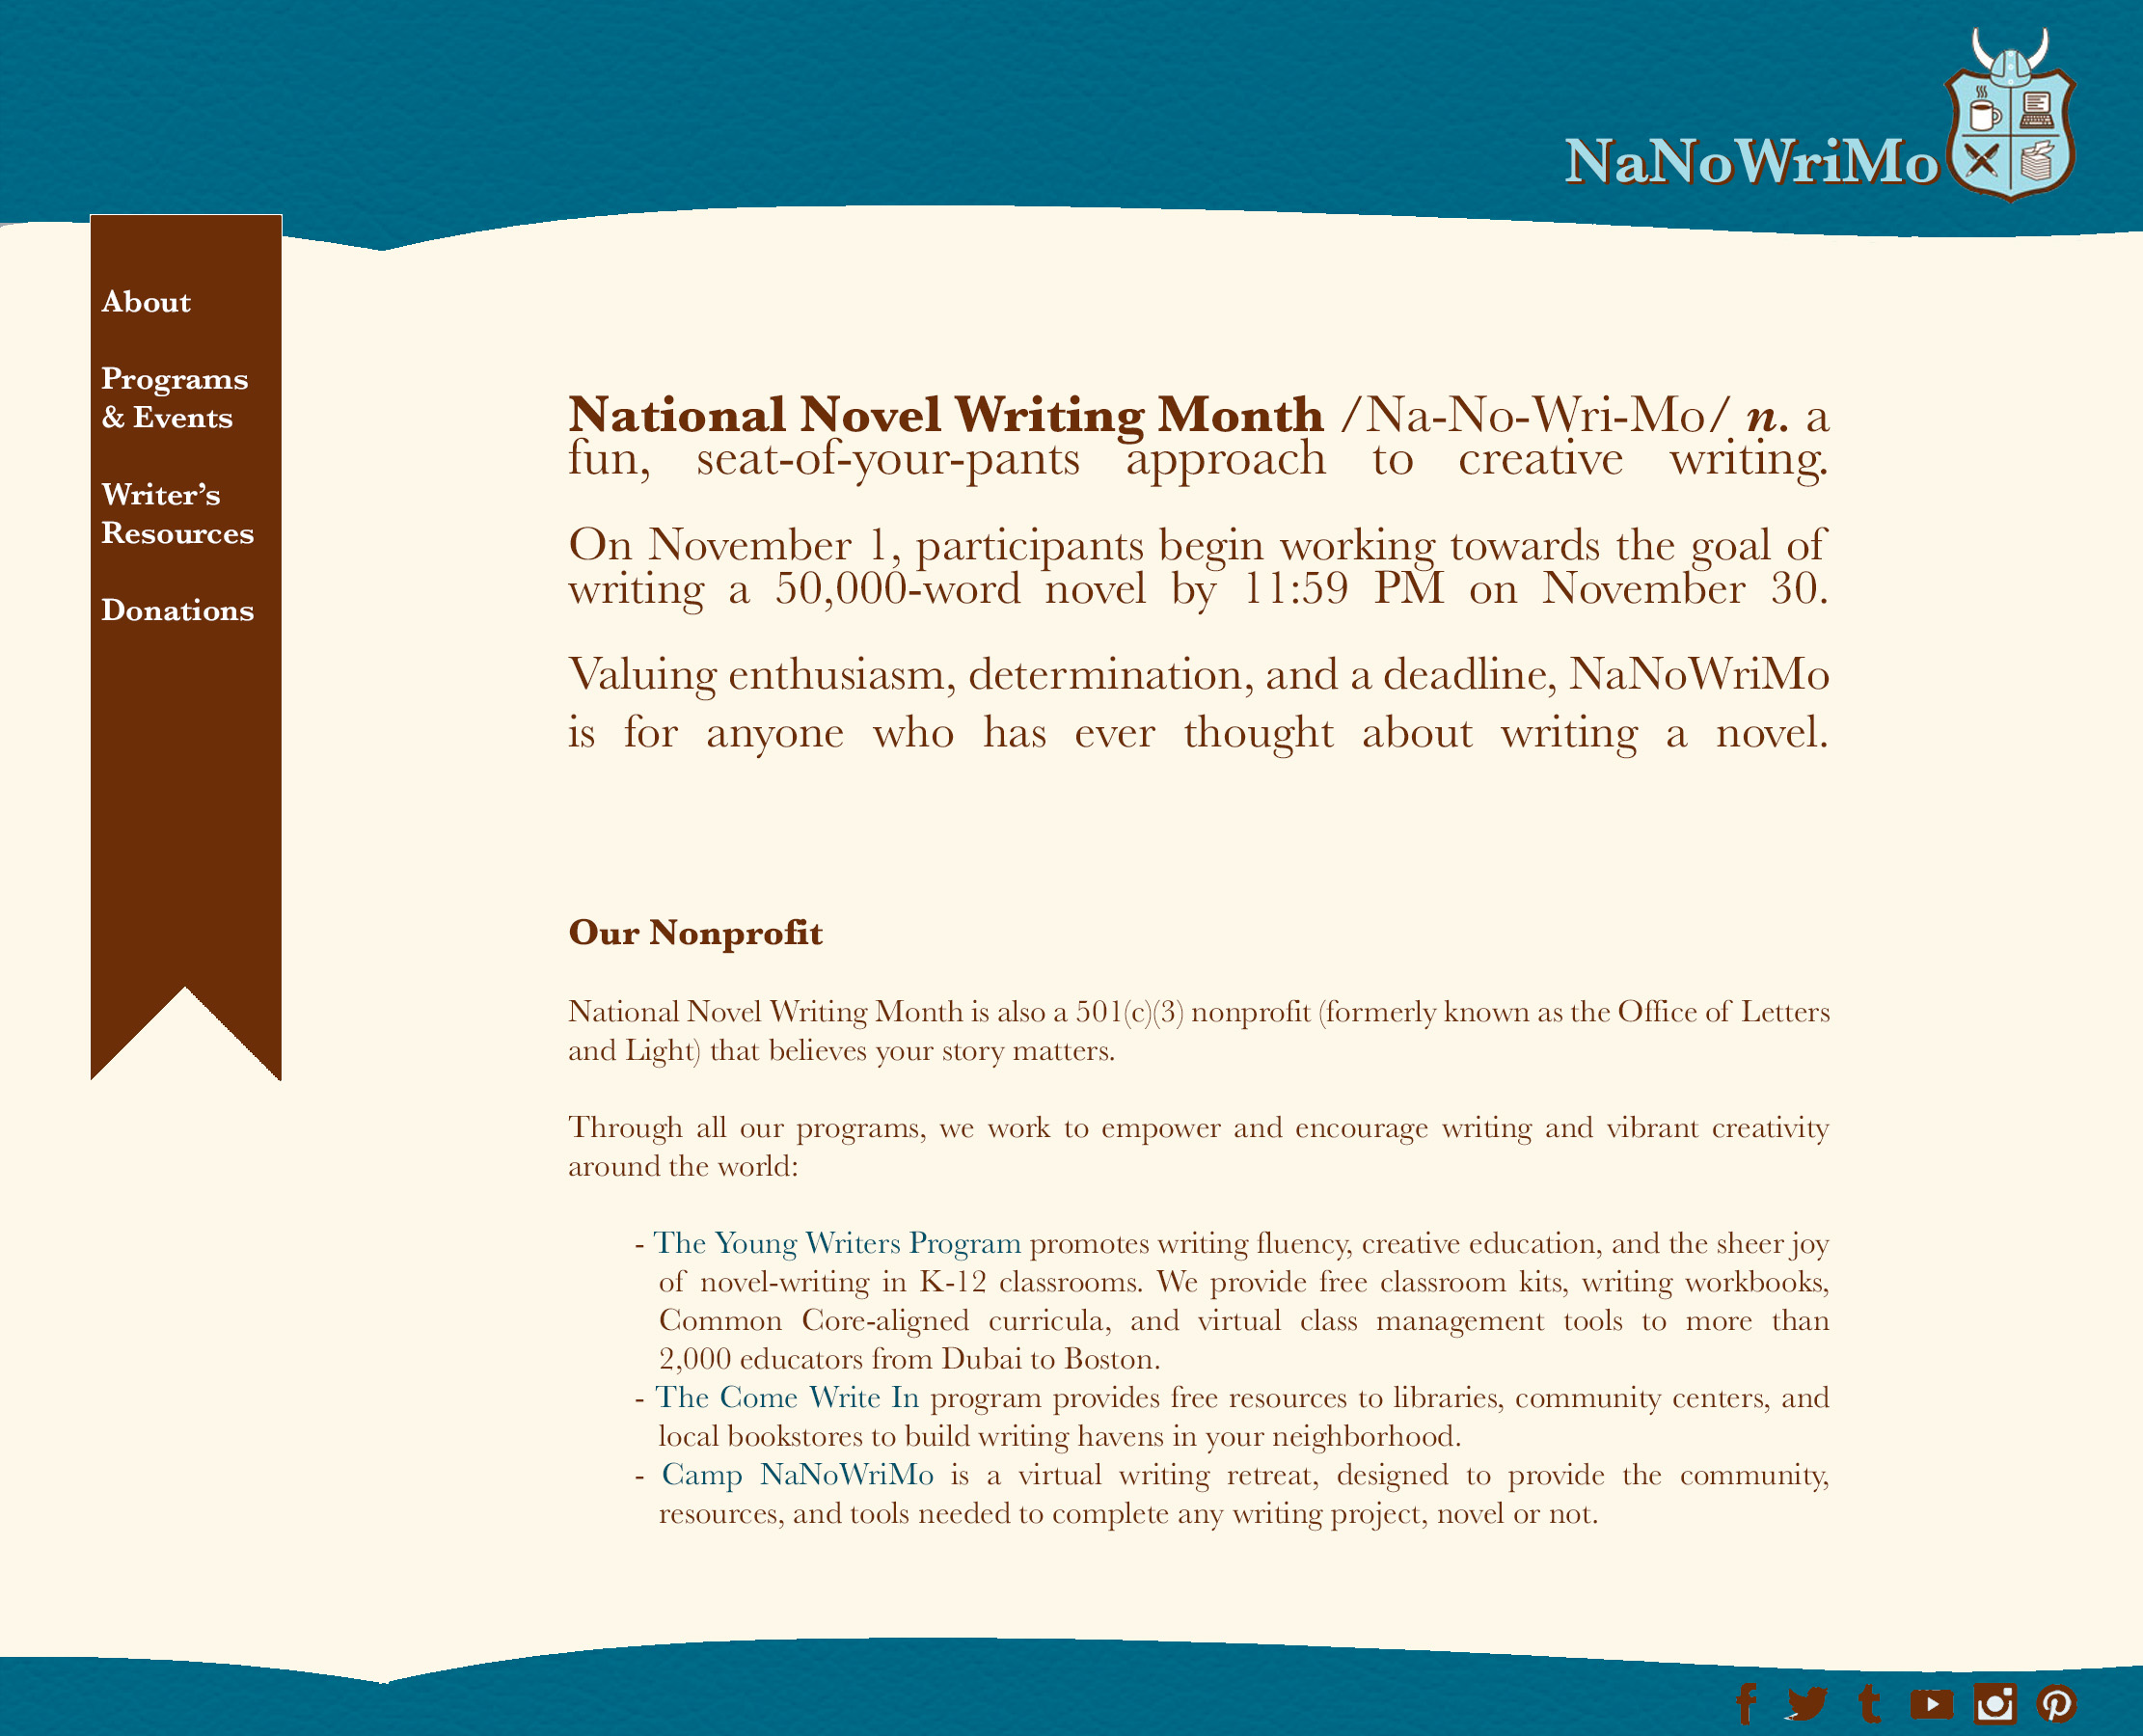 NaNoWriMo
About
Programs
& Events
Writer’s
Resources
Donations
National Novel Writing Month /Na-No-Wri-Mo/ n. a
fun, seat-of-your-pants approach to creative writing.
On November 1, participants begin working towards the goal of
writing a 50,000-word novel by 11:59 PM on November 30.
Valuing enthusiasm, determination, and a deadline, NaNoWriMo
is for anyone who has ever thought about writing a novel.
Our Nonprofit
National Novel Writing Month is also a 501(c)(3) nonprofit (formerly known as the Office of Letters
and Light) that believes your story matters.
Through all our programs, we work to empower and encourage writing and vibrant creativity
around the world:
- The Young Writers Program promotes writing fluency, creative education, and the sheer joy
of novel-writing in K-12 classrooms. We provide free classroom kits, writing workbooks,
Common Core-aligned curricula, and virtual class management tools to more than
2,000 educators from Dubai to Boston.
- The Come Write In program provides free resources to libraries, community centers, and
local bookstores to build writing havens in your neighborhood.
- Camp NaNoWriMo is a virtual writing retreat, designed to provide the community,
resources, and tools needed to complete any writing project, novel or not.